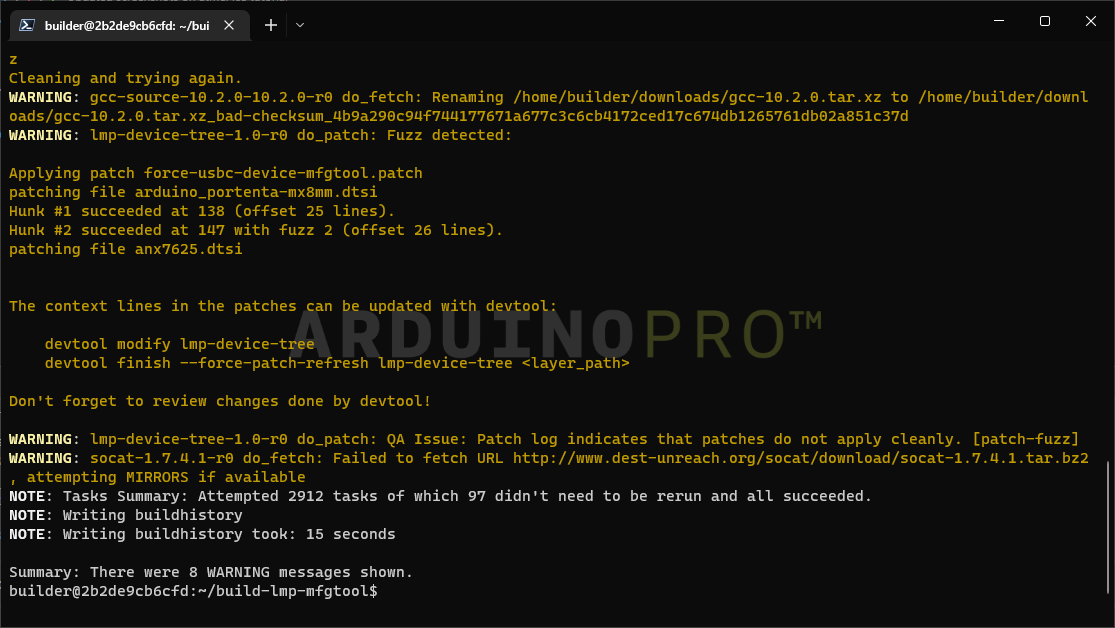 builder@2b2de9cb6cfd: ~/bui
z
Cleaning and trying again.
WARNING: gcc-source-10.2.0-10.2.0-r0 do_fetch: Renaming /home/builder/downloads/gcc-10.2.0.tar.xz to /home/builder/downl
oads/gcc-10.2.0.tar.xz_bad-checksum_4b9a290c94f744177671a677c3c6cb4172ced17c674db1265761db02a851c37d
WARNING: lmp-device-tree-1.0-r0 do_patch: Fuzz detected:
Applying patch force-usbc-device-mfgtool.patch
patching file arduino_portenta-mx8mm.dtsi
Hunk #1 succeeded at 138 (offset 25 lines).
Hunk #2 succeeded at 147 with fuzz 2 (offset 26 lines).
patching file anx7625.dtsi
The context lines in the patches can be updated with devtool:
ARDUINOPRO™
devtool modify lmp-device-tree
devtool finish --force-patch-refresh lmp-device-tree <layer_path>
Don't forget to review changes done by devtool!
WARNING: lmp-device-tree-1.0-r0 do_patch: QA Issue: Patch log indicates that patches do not apply cleanly. [patch-fuzz]
WARNING: socat-1.7.4.1-r0 do_fetch: Failed to fetch URL http://www.dest-unreach.org/socat/download/socat-1.7.4.1.tar.bz2
, attempting MIRRORS if available
NOTE: Tasks Summary: Attempted 2912 tasks of which 97 didn't need to be rerun and all succeeded.
NOTE: Writing buildhistory
NOTE: Writing buildhistory took: 15 seconds
Summary: There were 8 WARNING messages shown.
builder@2b2de9cb6cfd:~/build-lmp-mfgtool$